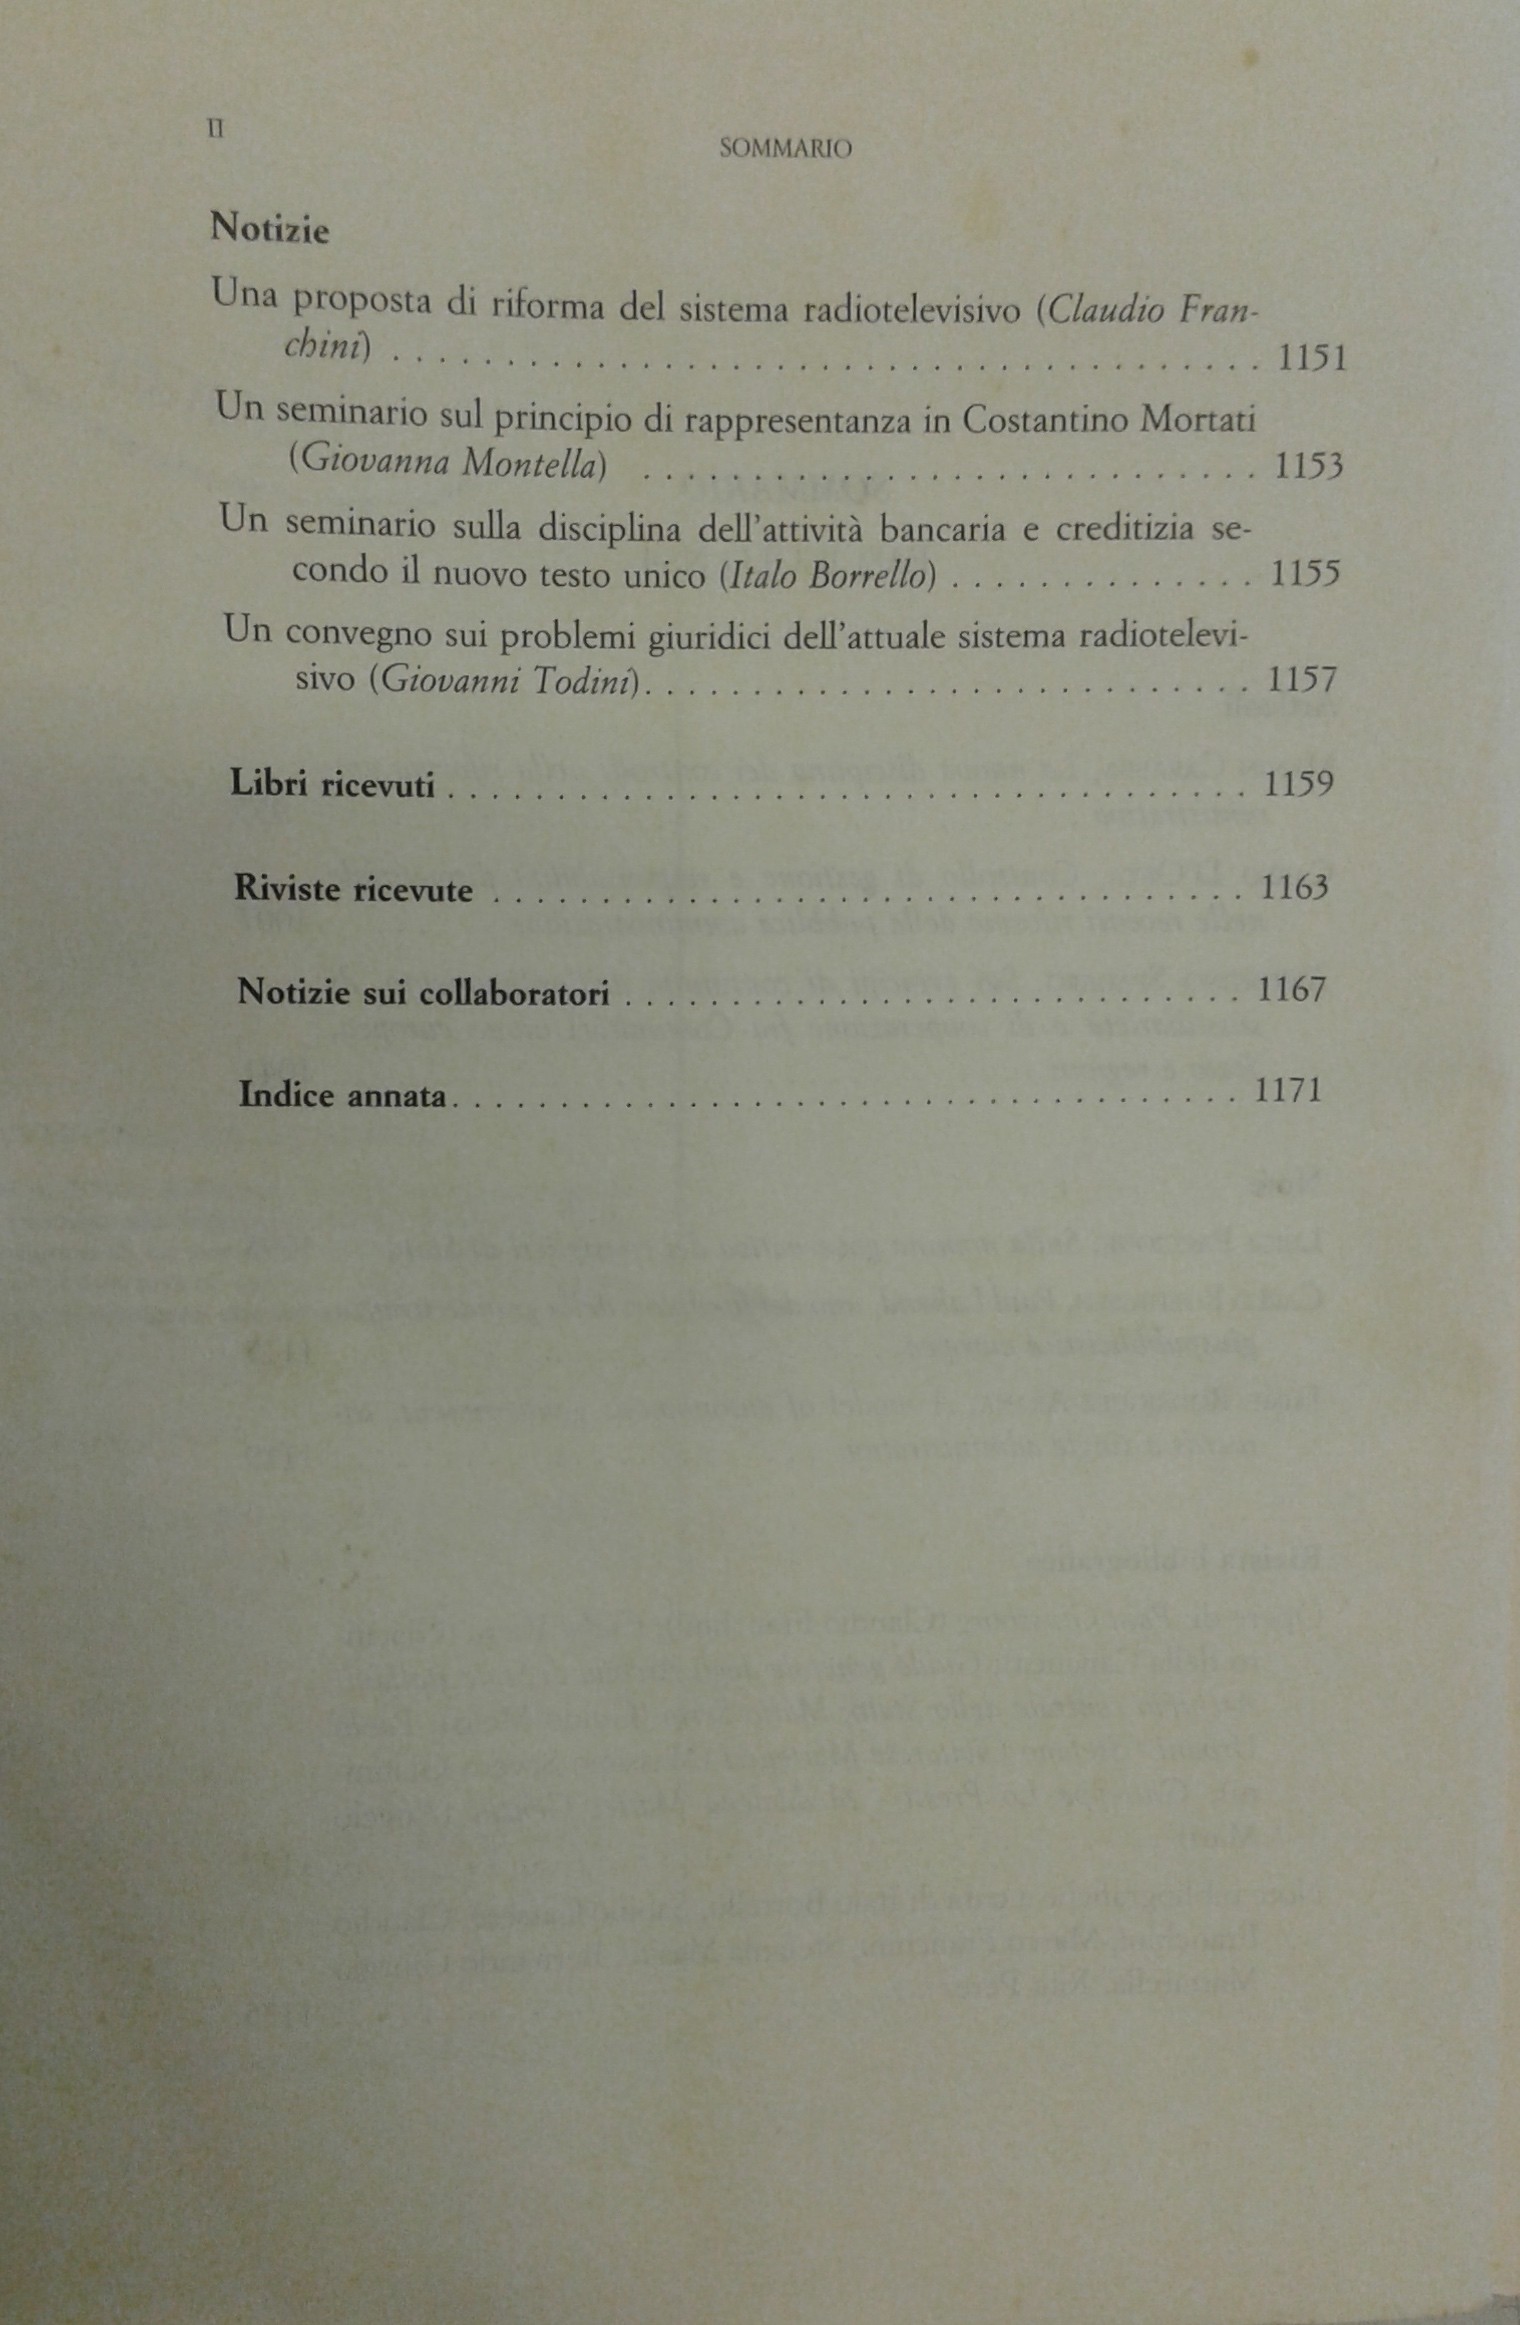 II
SOMMARIO
Notizie
Una proposta di riforma del sistema radiotelevisivo (Claudio Fran-
chini) . . . . . . . . . . . . . . . . . . . . . . . . . . . . . . . . . . . . . . . . 1151
Un seminario sul principio di rappresentanza in Costantino Mortati
(Giovanna Montella) . . . . . . . . . . . . . . . . . . . . . . . . . . . . 1153
Un seminario sulla disciplina dell'attività bancaria e creditizia se-
condo il nuovo testo unico (Italo Borrello) . . . . . . . . . . . . . . 1155
Un convegno sui problemi giuridici dell'attuale sistema radiotelevi-
sivo (Giovanni Todini). . . . . . . . . . . . . . . . . . . . . . . . . . . . 1157
Libri ricevuti . . . . . . . . . . . . . . . . . . . . . . . . . . . . . . . . . . . . . 1159
Riviste ricevute . . . . . . . . . . . . . . . . . . . . . . . . . . . . . . . . . . . 1163
Notizie sui collaboratori . . . . . . . . . . . . . . . . . . . . . . . . . . . . . 1167
Indice annata. . . . . . . . . . . . . . . . . . . . . . . . . . . . . . . . . . . . . 1171